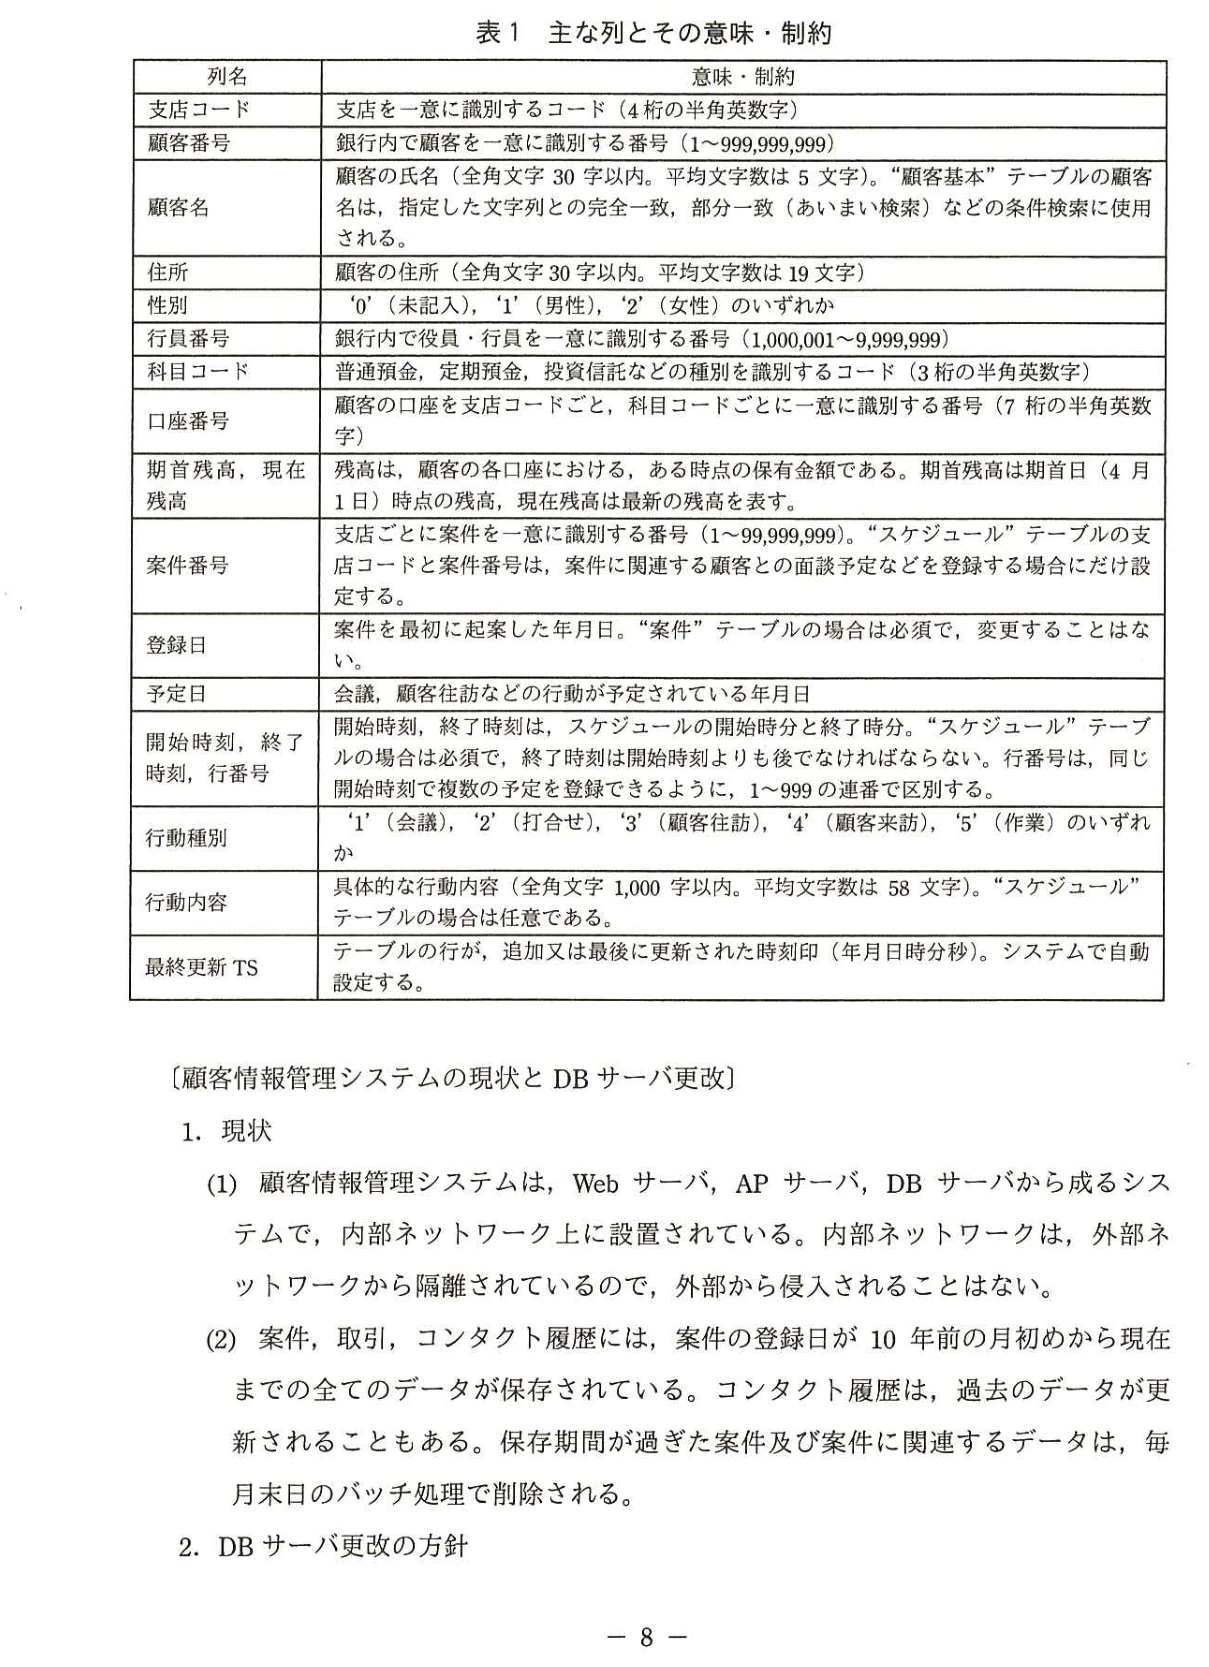 表1　主な列とその意味・制約
列名　意味・制約
支店コード　支店を一意に識別するコード（4桁の半角英数字）
顧客番号　銀行内で顧客を一意に識別する番号（1～999,999,999）
顧客名　顧客の氏名（全角文字 30 字以内。平均文字数は 5 文字）。“顧客基本” テーブルの顧客
名は，指定した文字列との完全一致，部分一致（あいまい検索）などの条件検索に使用
される。
住所　顧客の住所（全角文字 30 字以内。平均文字数は 19 文字）
性別　‘0’（未記入），‘1’（男性），‘2’（女性）のいずれか
行員番号　銀行内で役員・行員を一意に識別する番号（1,000,001～9,999,999）
科目コード　普通預金，定期預金，投資信託などの種別を識別するコード（3桁の半角英数字）
口座番号　顧客の口座を支店コードごと，科目コードごとに一意に識別する番号（7 桁の半角英数
字）
期首残高，現在　残高は，顧客の各口座における，ある時点の保有金額である。期首残高は期首日（4 月
残高　1 日）時点の残高，現在残高は最新の残高を表す。
案件番号　支店ごとに案件を一意に識別する番号（1～99,999,999）。“スケジュール” テーブルの支
店コードと案件番号は，案件に関連する顧客との面談予定などを登録する場合にだけ設
定する。
登録日　案件を最初に起案した年月日。“案件” テーブルの場合は必須で，変更することはな
い。
予定日　会議，顧客往訪などの行動が予定されている年月日
開始時刻，終了　開始時刻，終了時刻は，スケジュールの開始時分と終了時分。“スケジュール” テーブ
時刻，行番号　ルの場合は必須で，終了時刻は開始時刻よりも後でなければならない。行番号は，同じ
開始時刻で複数の予定を登録できるように，1～999 の連番で区別する。
行動種別　‘1’（会議），‘2’（打合せ），‘3’（顧客往訪），‘4’（顧客来訪），‘5’（作業）のいずれ
か
行動内容　具体的な行動内容（全角文字 1,000 字以内。平均文字数は 58 文字）。“スケジュール”
テーブルの場合は任意である。
最終更新 TS　テーブルの行が，追加又は最後に更新された時刻印（年月日時分秒）。システムで自動
設定する。
〔顧客情報管理システムの現状と DB サーバ更改〕
1．現状
(1)　顧客情報管理システムは，Web サーバ，AP サーバ，DB サーバから成るシス
テムで，内部ネットワーク上に設置されている。内部ネットワークは，外部ネ
ットワークから隔離されているので，外部から侵入されることはない。
(2)　案件，取引，コンタクト履歴には，案件の登録日が 10 年前の月初めから現在
までの全てのデータが保存されている。コンタクト履歴は，過去のデータが更
新されることもある。保存期間が過ぎた案件及び案件に関連するデータは，毎
月末日のバッチ処理で削除される。
2．DB サーバ更改の方針
－ 8 －